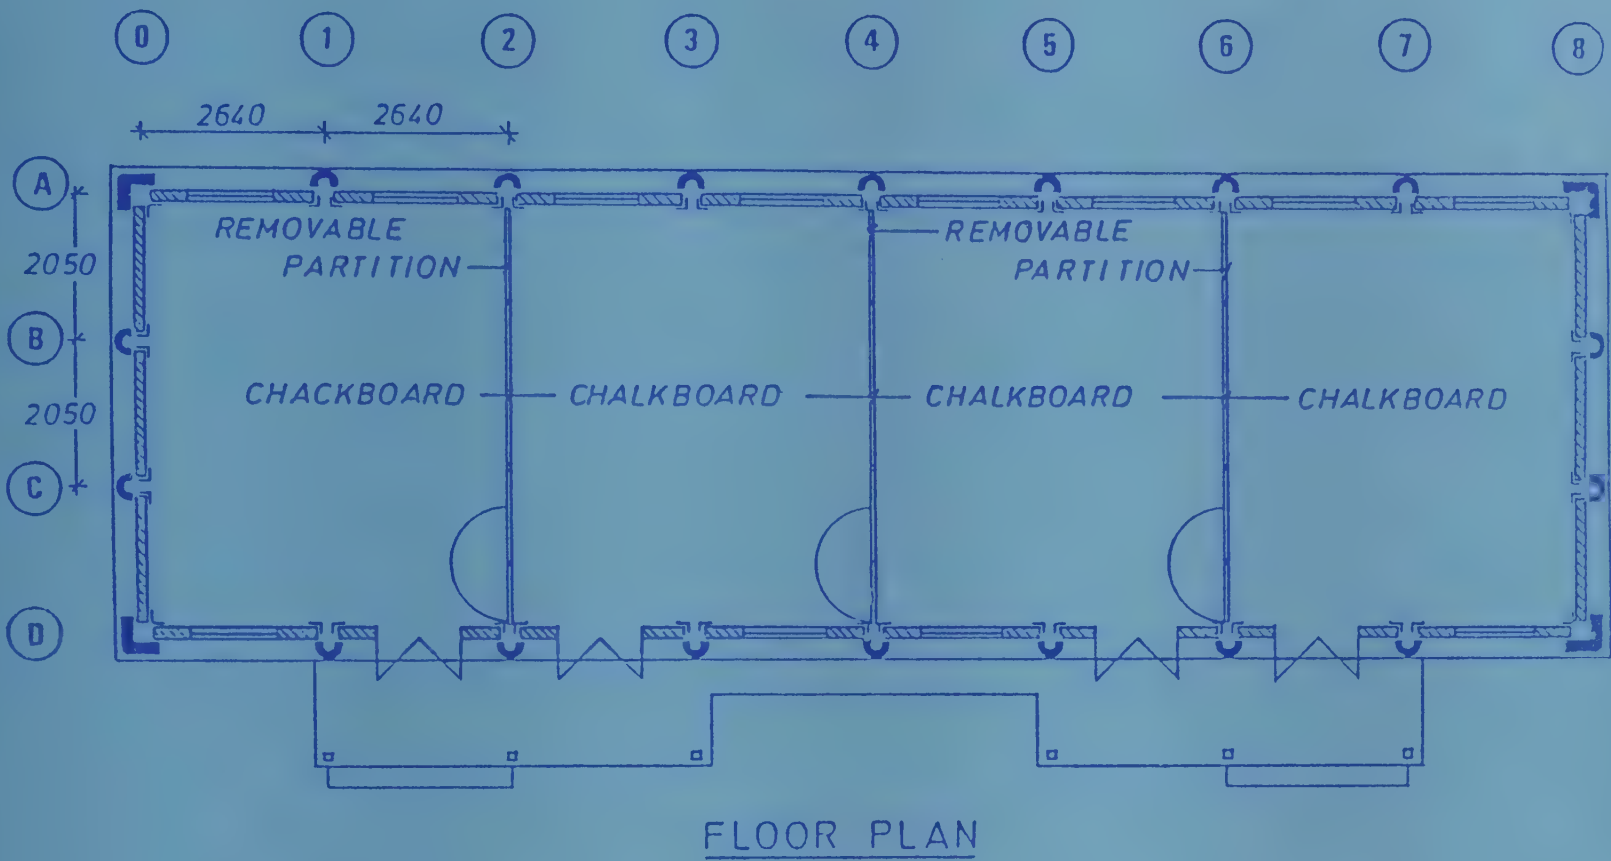 0 1 2 3 4 5 6 7 8
2640 2640
A
REMOVABLE REMOVABLE
2050 PARTITION PARTITION
B
CHACKBOARD CHALKBOARD CHALKBOARD CHALKBOARD
2050
C
D
FLOOR PLAN